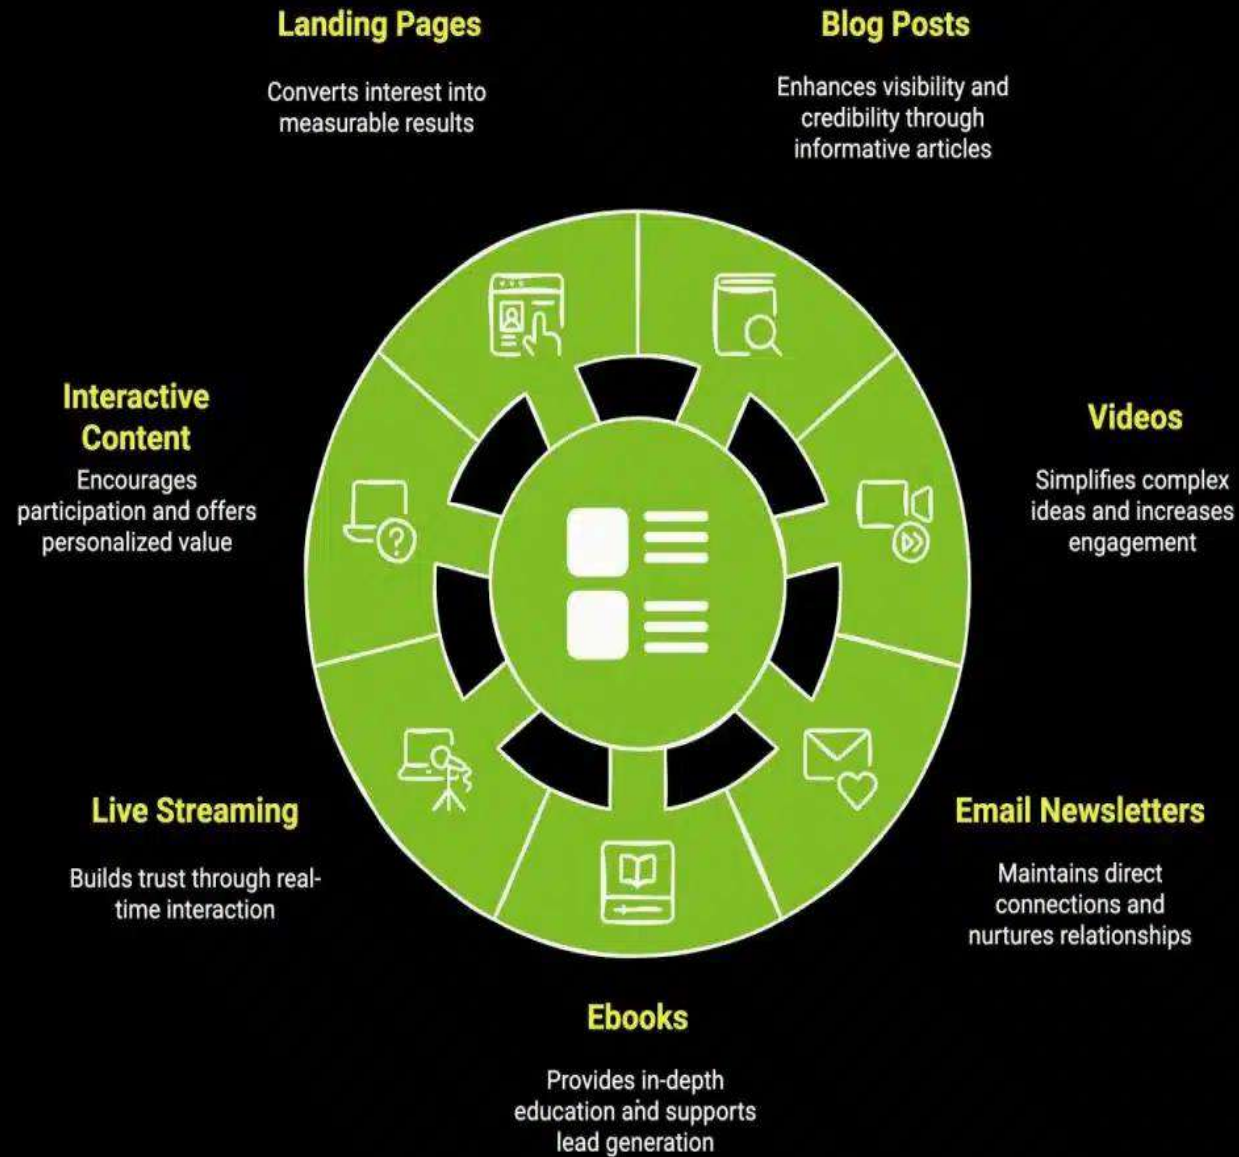 Landing Pages
Converts interest into
measurable results
Blog Posts
Enhances visibility and
credibility through
informative articles
Interactive
Content
Encourages
participation and offers
personalized value
Videos
Simplifies complex
ideas and increases
engagement
Live Streaming
Builds trust through real-
time interaction
Email Newsletters
Maintains direct
connections and
nurtures relationships
Ebooks
Provides in-depth
education and supports
lead generation